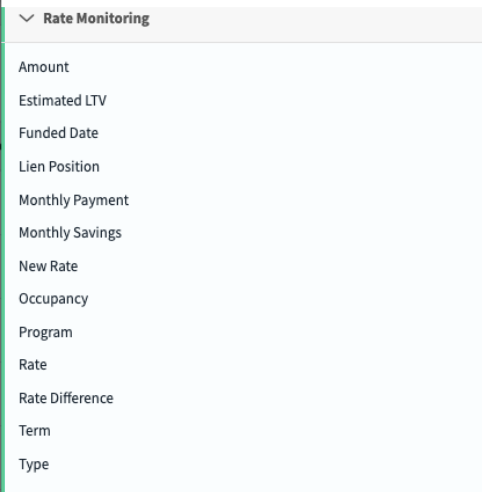 Rate Monitoring
Amount
Estimated LTV
Funded Date
Lien Position
Monthly Payment
Monthly Savings
New Rate
Occupancy
Program
Rate
Rate Difference
Term
Type